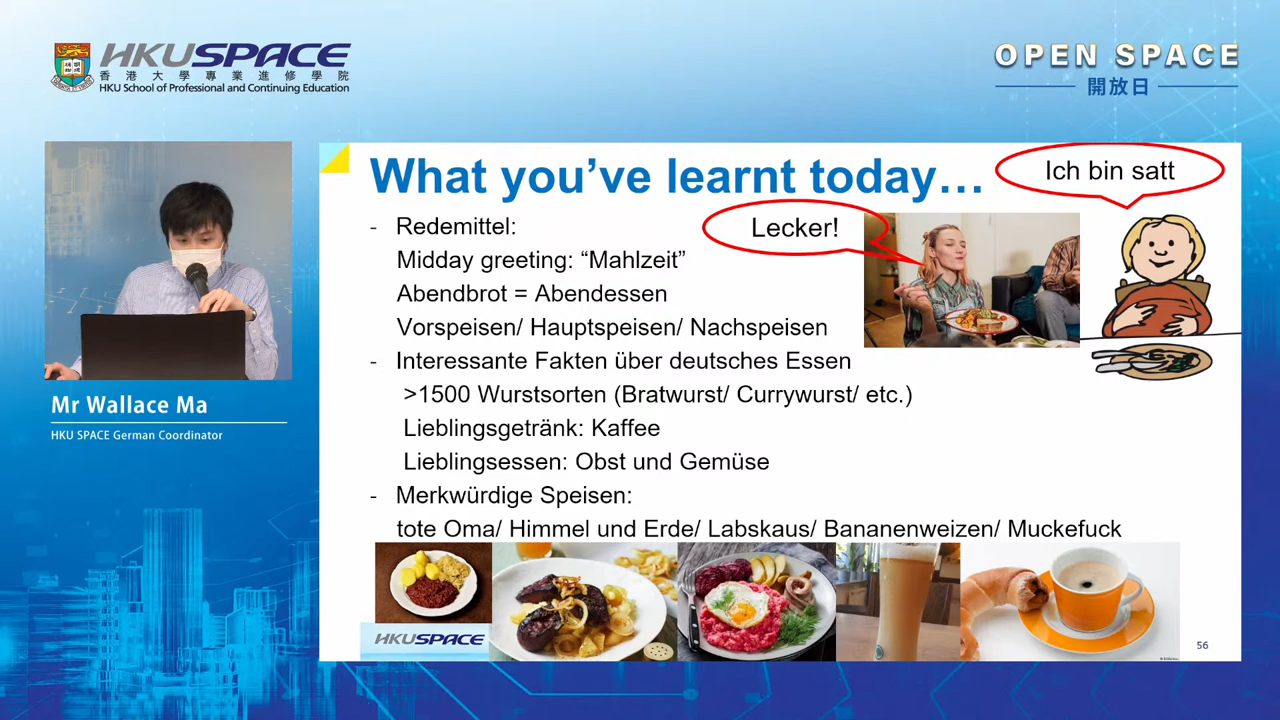 HKUSPACE
香港大學專業進修學院
HKU School of Professional and Continuing Education
OPEN SPACE
開放日
Mr Wallace Ma
HKU SPACE German Coordinator
What you’ve learnt today…
Ich bin satt
Lecker!
- Redemittel:
Midday greeting: “Mahlzeit”
Abendbrot = Abendessen
Vorspeisen/ Hauptspeisen/ Nachspeisen
- Interessante Fakten über deutsches Essen
>1500 Wurstsorten (Bratwurst/ Currywurst/ etc.)
Lieblingsgetränk: Kaffee
Lieblingsessen: Obst und Gemüse
- Merkwürdige Speisen:
tote Oma/ Himmel und Erde/ Labskaus/ Bananenweizen/ Muckefuck
HKUSPACE
56